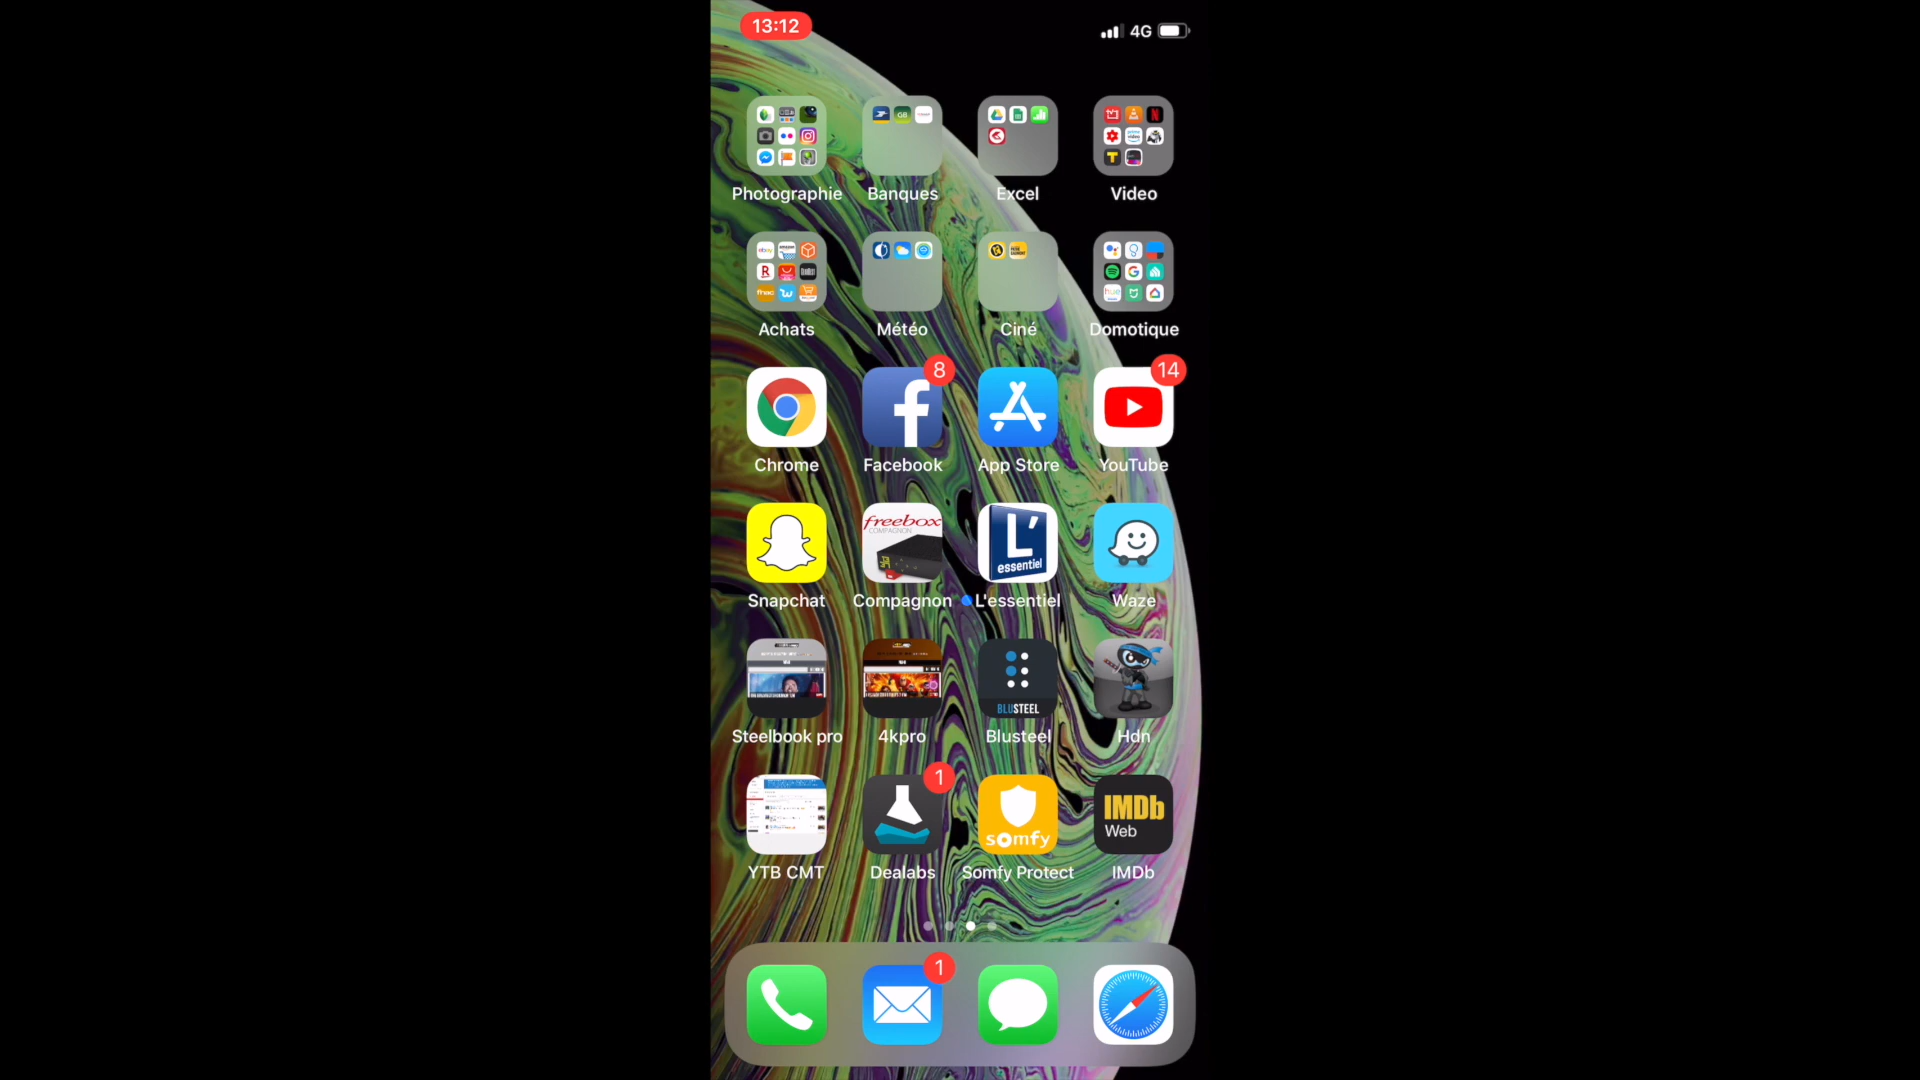 13:12
4G
Photographie
Banques
Excel
Video
Achats
Météo
Ciné
Domotique
8
14
Chrome
Facebook
App Store
YouTube
freebox
COMPAGNON
L'
essentiel
Snapchat
Compagnon
L'essentiel
Waze
BLUSTEEL
Steelbook pro
4kpro
Blusteel
Hdn
1
somfy
IMDb
Web
YTB CMT
Dealabs
Somfy Protect
IMDb
1